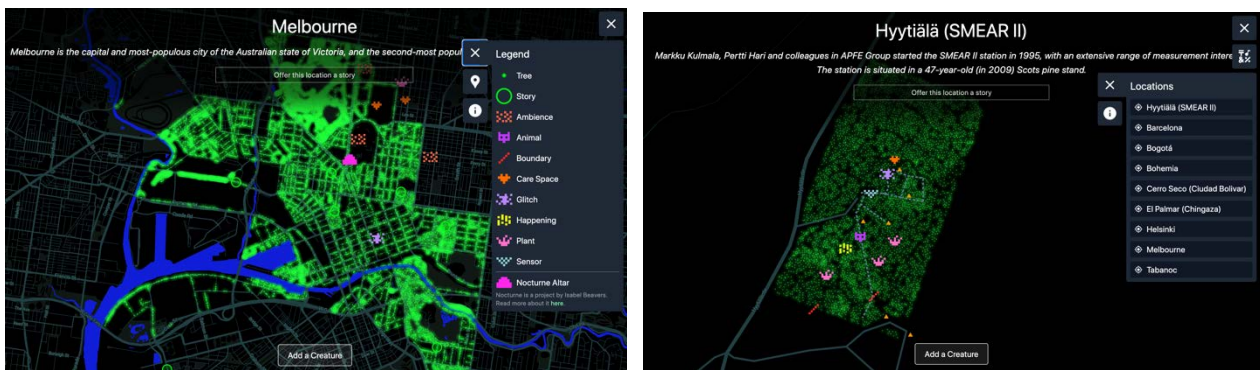 Melbourne
Melbourne is the capital and most-populous city of the Australian state of Victoria, and the second-most popul
Offer this location a story
Legend
Tree
Story
Ambience
Animal
Boundary
Care Space
Glitch
Happening
Plant
Sensor
Nocturne Altar
Nocturne is a project by Isabel Beavers.
Read more about it here.
Add a Creature
Hyytiälä (SMEAR II)
Markku Kulmala, Pertti Hari and colleagues in APFE Group started the SMEAR II station in 1995, with an extensive range of measurement intere
The station is situated in a 47-year-old (in 2009) Scots pine stand.
Offer this location a story
Locations
Hyytiälä (SMEAR II)
Barcelona
Bogotá
Bohemia
Cerro Seco (Ciudad Bolivar)
El Palmar (Chingaza)
Helsinki
Melbourne
Tabanoc
Add a Creature